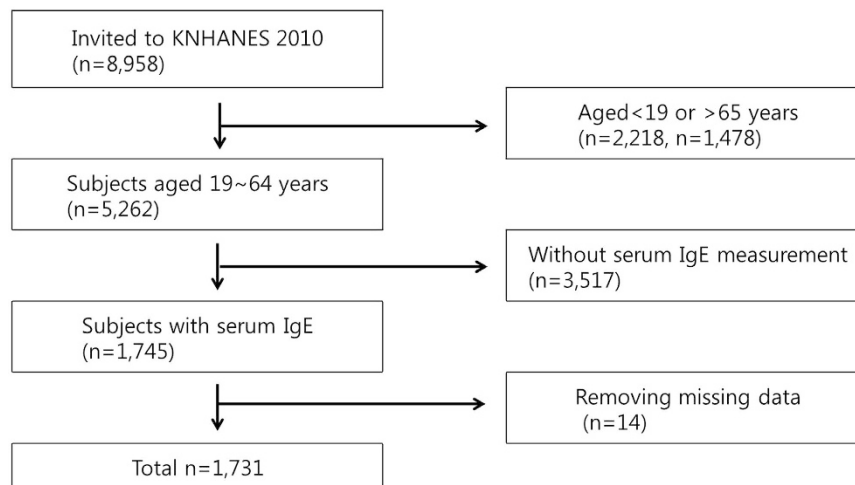 Invited to KNHANES 2010
(n=8,958)
Aged<19 or >65 years
(n=2,218, n=1,478)
Subjects aged 19~64 years
(n=5,262)
Without serum IgE measurement
(n=3,517)
Subjects with serum IgE
(n=1,745)
Removing missing data
(n=14)
Total n=1,731